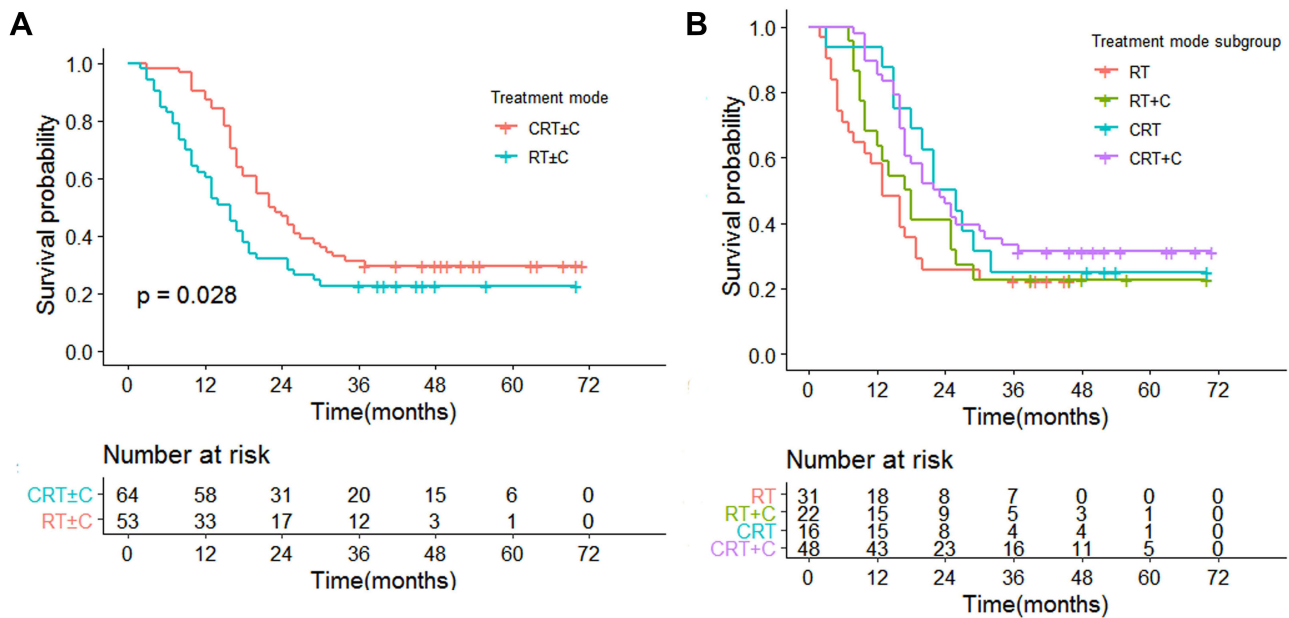 A
Survival probability
1.0
0.8
0.6
0.4
0.2
0.0
Treatment mode
CRT±C
RT±C
p = 0.028
0 12 24 36 48 60 72
Time(months)
Number at risk
CRT±C 64 58 31 20 15 6 0
RT±C 53 33 17 12 3 1 0
0 12 24 36 48 60 72
Time(months)
B
Survival probability
1.0
0.8
0.6
0.4
0.2
0.0
Treatment mode subgroup
RT
RT+C
CRT
CRT+C
0 12 24 36 48 60 72
Time(months)
Number at risk
RT 31 18 8 7 0 0 0
RT+C 22 15 9 5 3 1 0
CRT 16 15 8 4 4 1 0
CRT+C 48 43 23 16 11 5 0
0 12 24 36 48 60 72
Time(months)